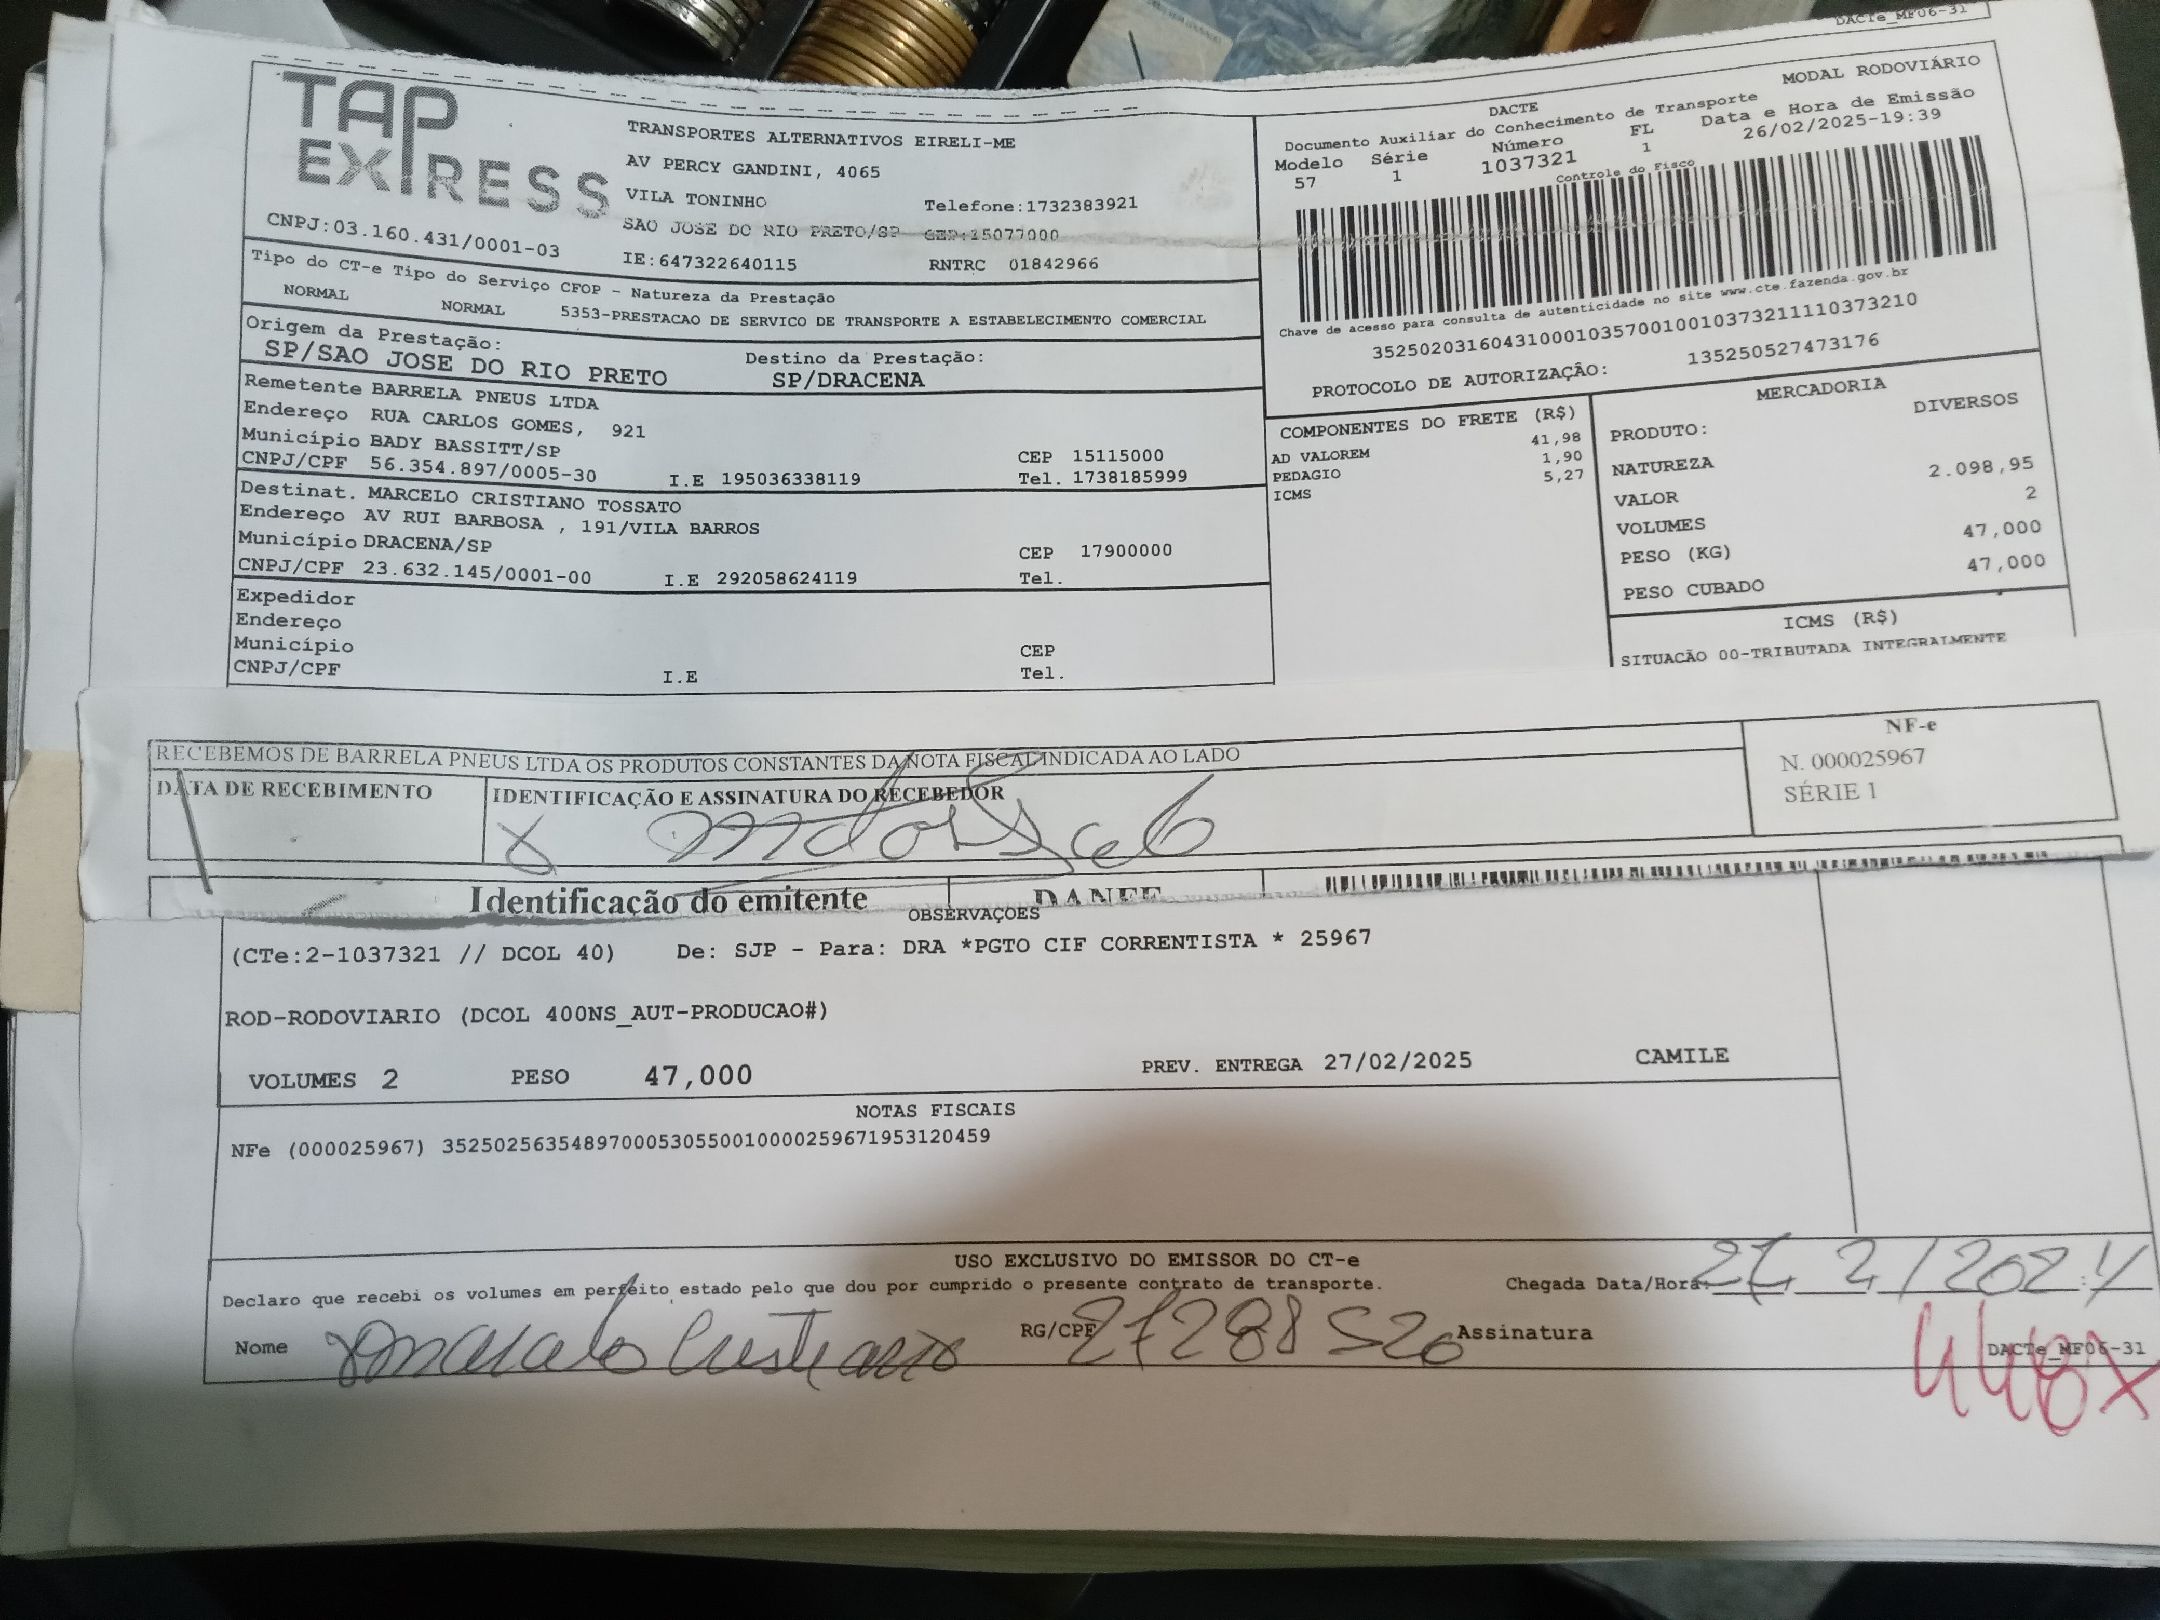 DACTe_MF06-31
TAP EXPRESS
CNPJ:03.160.431/0001-03
TRANSPORTES ALTERNATIVOS EIRELI-ME
AV PERCY GANDINI, 4065
VILA TONINHO Telefone:1732383921
SAO JOSE DO RIO PRETO/SP CEP:15077000
IE:647322640115 RNTRC 01842966
DACTE MODAL RODOVIÁRIO
Documento Auxiliar do Conhecimento de Transporte
Modelo Série Número FL Data e Hora de Emissão
57 1 1037321 1 26/02/2025-19:39
Controle do Fisco
Chave de acesso para consulta de autenticidade no site www.cte.fazenda.gov.br
35250203160431000103570010010373211110373210
PROTOCOLO DE AUTORIZAÇÃO: 135250527473176
Tipo do CT-e Tipo do Serviço CFOP - Natureza da Prestação
NORMAL NORMAL 5353-PRESTACAO DE SERVICO DE TRANSPORTE A ESTABELECIMENTO COMERCIAL
Origem da Prestação: Destino da Prestação:
SP/SAO JOSE DO RIO PRETO SP/DRACENA
Remetente BARRELA PNEUS LTDA
Endereço RUA CARLOS GOMES, 921
Município BADY BASSITT/SP CEP 15115000
CNPJ/CPF 56.354.897/0005-30 I.E 195036338119 Tel. 1738185999
Destinat. MARCELO CRISTIANO TOSSATO
Endereço AV RUI BARBOSA , 191/VILA BARROS
Município DRACENA/SP CEP 17900000
CNPJ/CPF 23.632.145/0001-00 I.E 292058624119 Tel.
Expedidor
Endereço
Município CEP
CNPJ/CPF I.E Tel.
COMPONENTES DO FRETE (R$)
41,98
AD VALOREM 1,90
PEDAGIO 5,27
ICMS
MERCADORIA
PRODUTO: DIVERSOS
NATUREZA
VALOR 2.098,95
VOLUMES 2
PESO (KG) 47,000
PESO CUBADO 47,000
ICMS (R$)
SITUACÃO 00-TRIBUTADA INTEGRALMENTE
RECEBEMOS DE BARRELA PNEUS LTDA OS PRODUTOS CONSTANTES DA NOTA FISCAL INDICADA AO LADO
DATA DE RECEBIMENTO IDENTIFICAÇÃO E ASSINATURA DO RECEBEDOR
NF-e
N. 000025967
SÉRIE 1
Identificação do emitente DANFE
OBSERVAÇOES
(CTe:2-1037321 // DCOL 40) De: SJP - Para: DRA *PGTO CIF CORRENTISTA * 25967
ROD-RODOVIARIO (DCOL 400NS_AUT-PRODUCAO#)
VOLUMES 2 PESO 47,000 PREV. ENTREGA 27/02/2025 CAMILE
NOTAS FISCAIS
NFe (000025967) 35250256354897000530550010000259671953120459
USO EXCLUSIVO DO EMISSOR DO CT-e
Declaro que recebi os volumes em perfeito estado pelo que dou por cumprido o presente contrato de transporte. Chegada Data/Hora:
Nome RG/CPF 27288520 Assinatura
DACTe_MF06-31